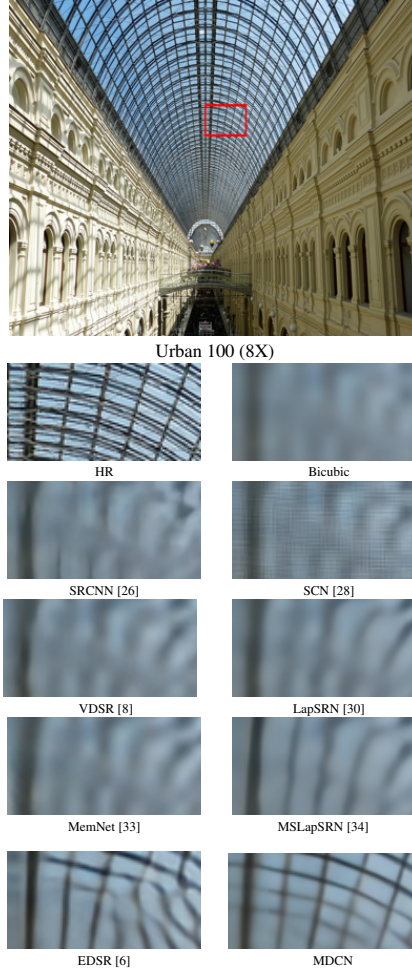 Urban 100 (8X)
HR
Bicubic
SRCNN [26]
SCN [28]
VDSR [8]
LapSRN [30]
MemNet [33]
MSLapSRN [34]
EDSR [6]
MDCN